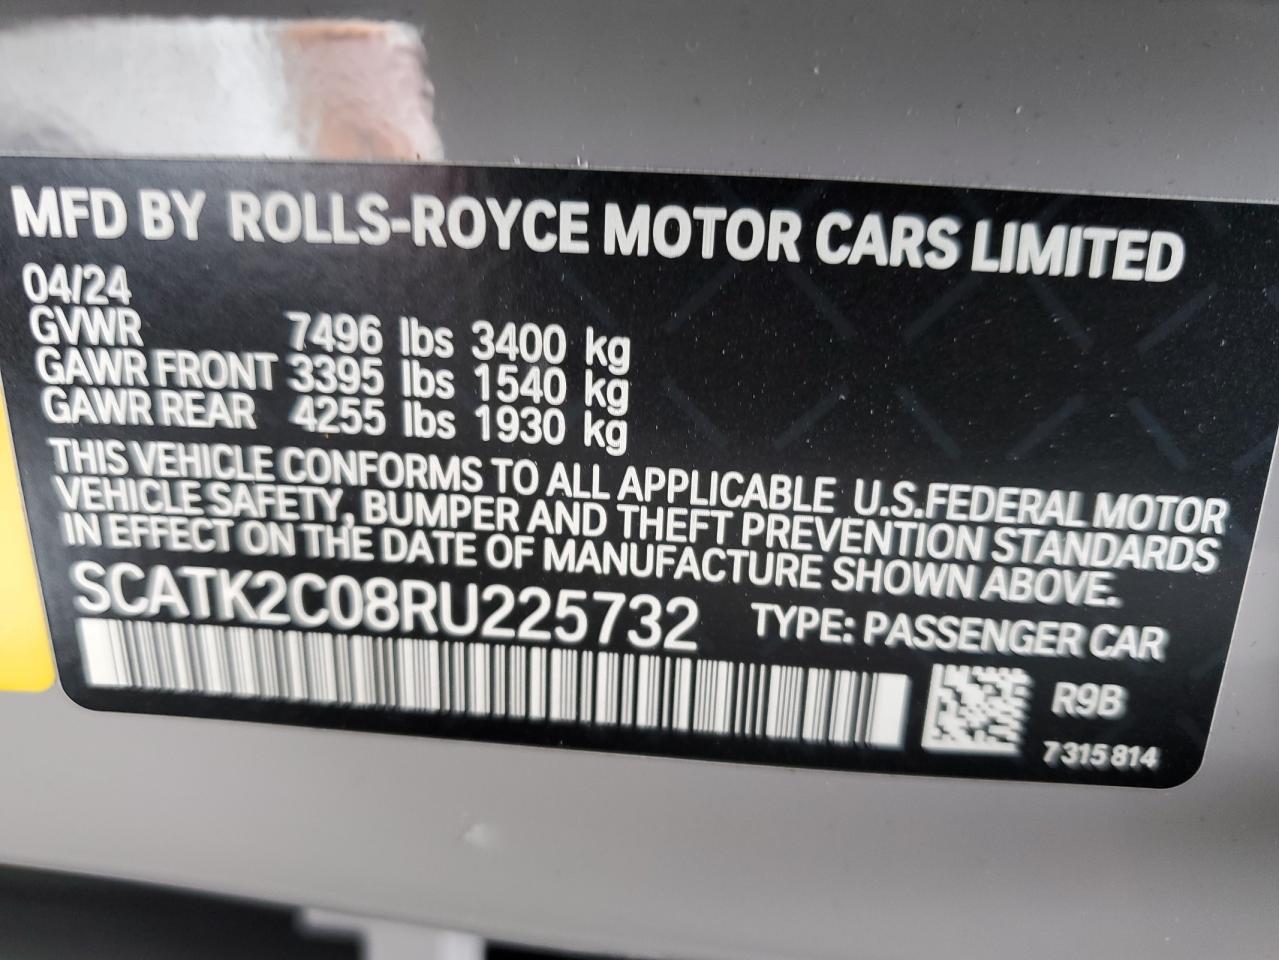 MFD BY ROLLS-ROYCE MOTOR CARS LIMITED
04/24
GVWR 7496 lbs 3400 kg
GAWR FRONT 3395 lbs 1540 kg
GAWR REAR 4255 lbs 1930 kg
THIS VEHICLE CONFORMS TO ALL APPLICABLE U.S.FEDERAL MOTOR
VEHICLE SAFETY, BUMPER AND THEFT PREVENTION STANDARDS
IN EFFECT ON THE DATE OF MANUFACTURE SHOWN ABOVE.
SCATK2C08RU225732 TYPE: PASSENGER CAR
R9B
7315814